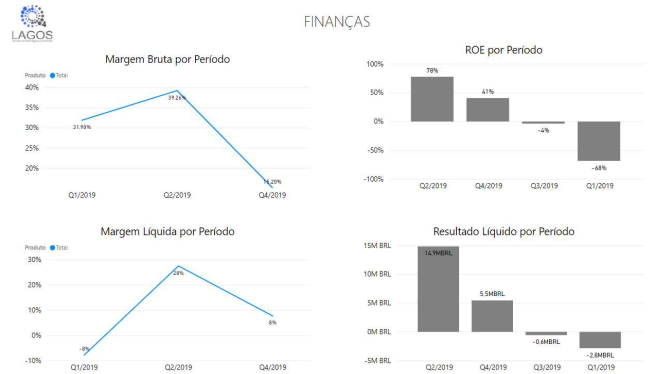 LAGOS
FINANÇAS
Margem Bruta por Período
Produto Total
40%
35%
30%
25%
20%
31,90%
39,26%
15,20%
Q1/2019 Q2/2019 Q4/2019
ROE por Período
100%
50%
0%
-50%
-100%
78%
41%
-4%
-68%
Q2/2019 Q4/2019 Q3/2019 Q1/2019
Margem Líquida por Período
Produto Total
30%
20%
10%
0%
-10%
-8%
28%
8%
Q1/2019 Q2/2019 Q4/2019
Resultado Líquido por Período
15M BRL
10M BRL
5M BRL
0M BRL
-5M BRL
14.9MBRL
5.5MBRL
-0.6MBRL
-2.8MBRL
Q2/2019 Q4/2019 Q3/2019 Q1/2019